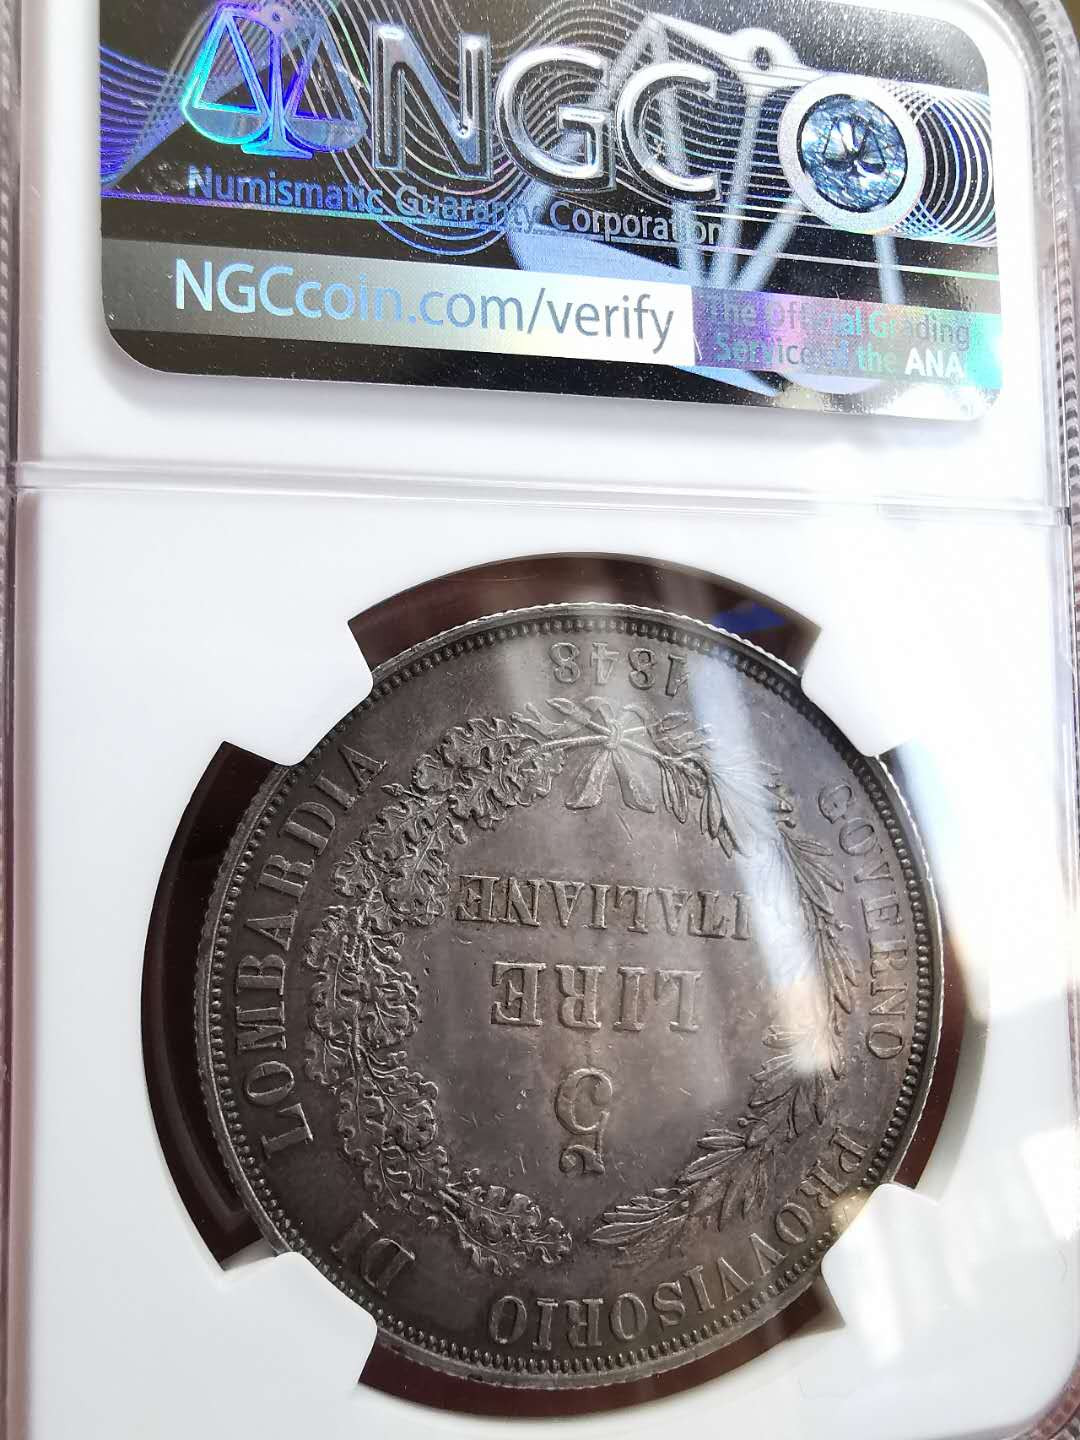 NGC
Numismatic Guaranty Corporation
NGCcoin.com/verify
The Official Grading
Service of the ANA
GOVERNO PROVVISORIO DI LOMBARDIA
5
LIRE
ITALIANE
1848